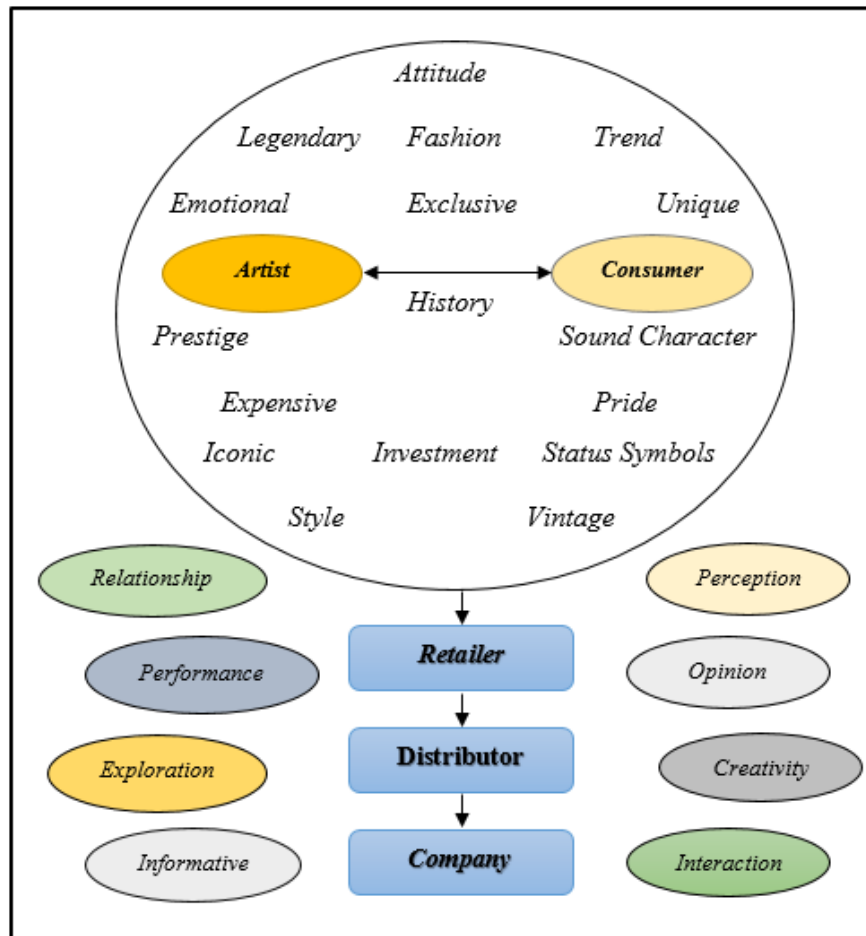 Attitude
Legendary Fashion Trend
Emotional Exclusive Unique
Artist Consumer
History
Prestige Sound Character
Expensive Pride
Iconic Investment Status Symbols
Style Vintage
Relationship Perception
Retailer
Performance Opinion
Distributor
Exploration Creativity
Informative Company Interaction